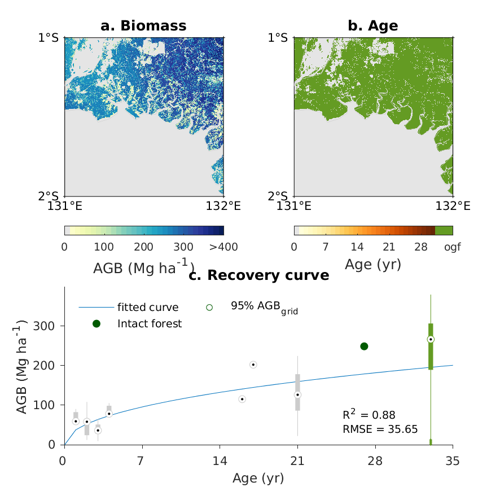 a. Biomass
b. Age
1°S
2°S
131°E
132°E
1°S
2°S
131°E
132°E
0 100 200 300 >400
AGB (Mg ha-1)
0 7 14 21 28 ogf
Age (yr)
c. Recovery curve
fitted curve
95% AGBgrid
Intact forest
AGB (Mg ha-1)
300
200
100
0
R2 = 0.88
RMSE = 35.65
0 7 14 21 28 35
Age (yr)